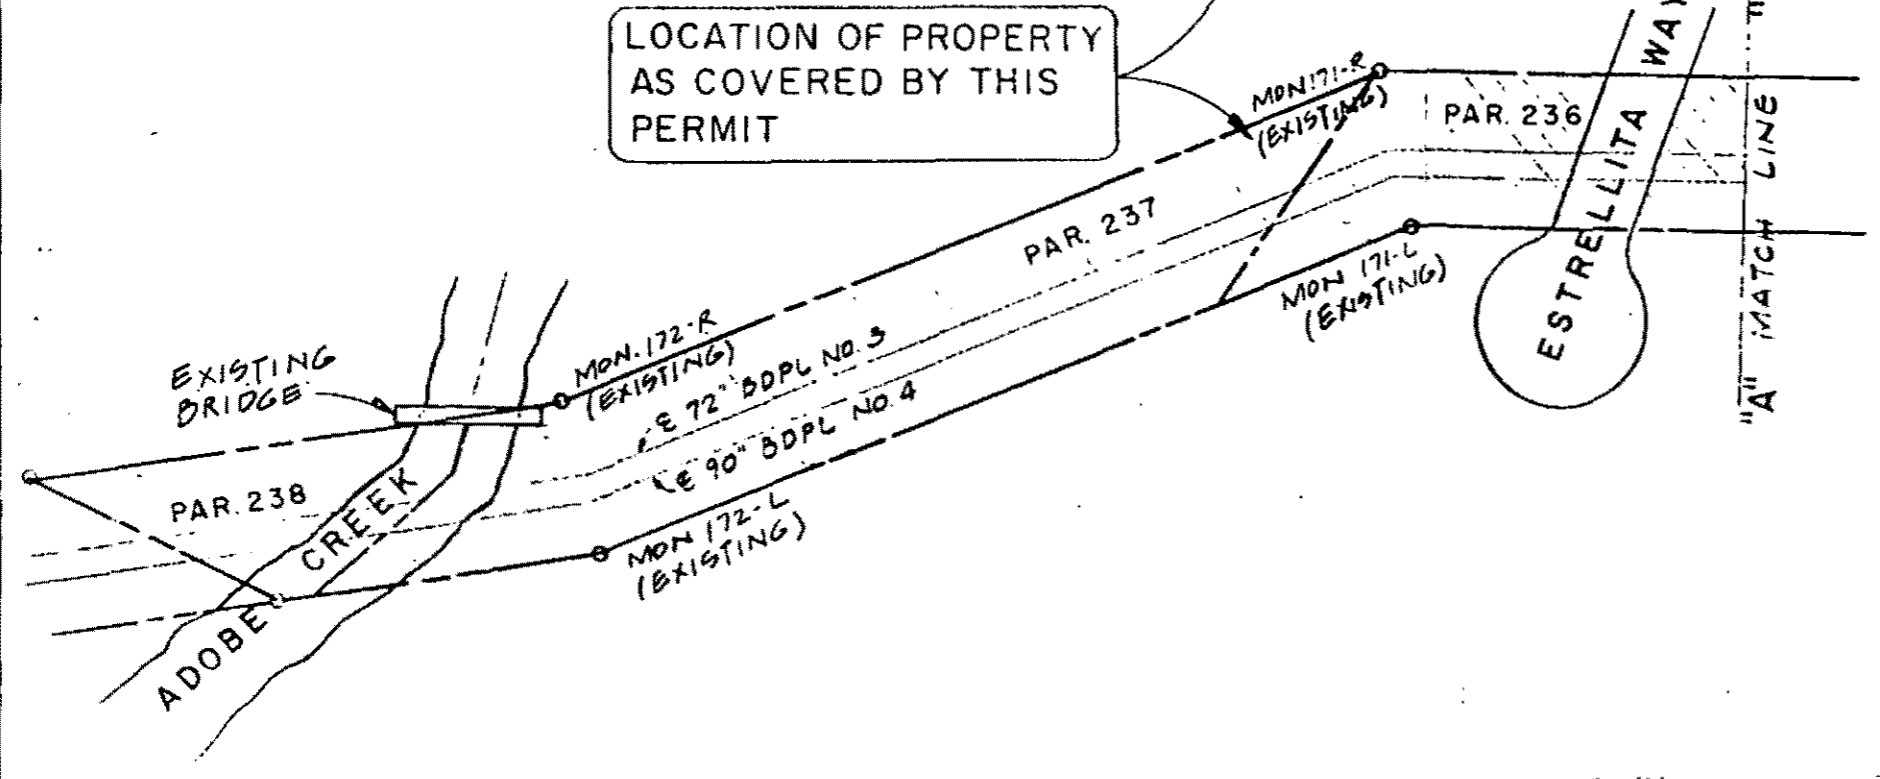 LOCATION OF PROPERTY
AS COVERED BY THIS
PERMIT
MON. 171-R
(EXISTING)
PAR. 236
ESTRELLITA WAY
"A" MATCH LINE "
PAR. 237
MON 171-L
(EXISTING)
MON. 172-R
(EXISTING)
EXISTING
BRIDGE
℄ 72" BDPL NO. 3
℄ 90" BDPL NO. 4
PAR. 238
MON 172-L
(EXISTING)
ADOBE CREEK